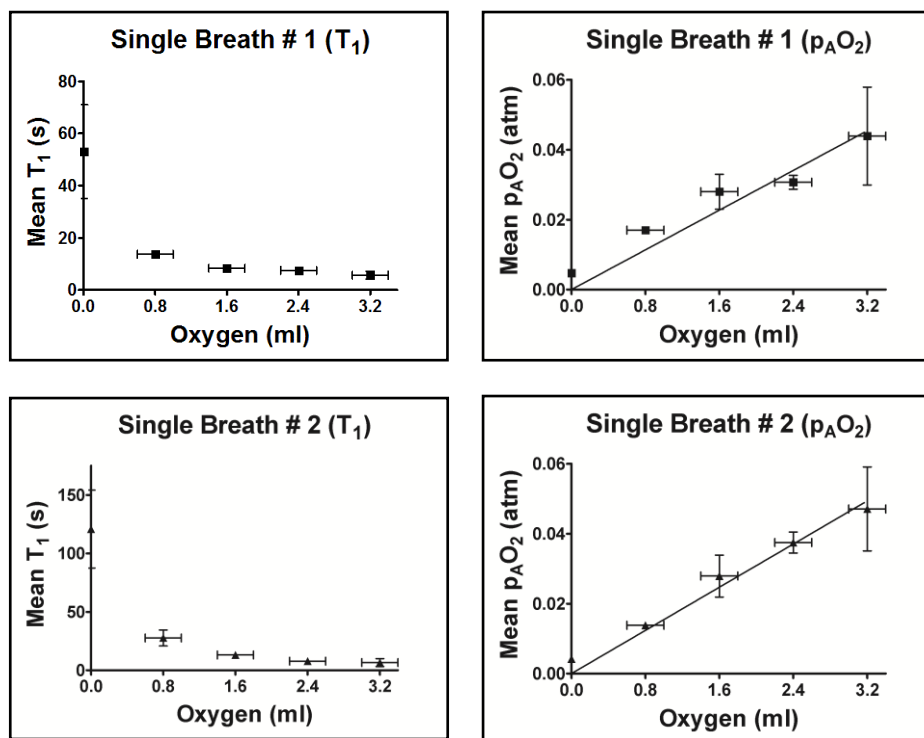 Single Breath # 1 (T₁)
Mean T₁ (s)
80
60
40
20
0
0.0 0.8 1.6 2.4 3.2
Oxygen (ml)
Single Breath # 1 (pAO₂)
Mean pAO₂ (atm)
0.06
0.04
0.02
0.00
0.0 0.8 1.6 2.4 3.2
Oxygen (ml)
Single Breath # 2 (T₁)
Mean T₁ (s)
150
100
50
0
0.0 0.8 1.6 2.4 3.2
Oxygen (ml)
Single Breath # 2 (pAO₂)
Mean pAO₂ (atm)
0.06
0.04
0.02
0.00
0.0 0.8 1.6 2.4 3.2
Oxygen (ml)